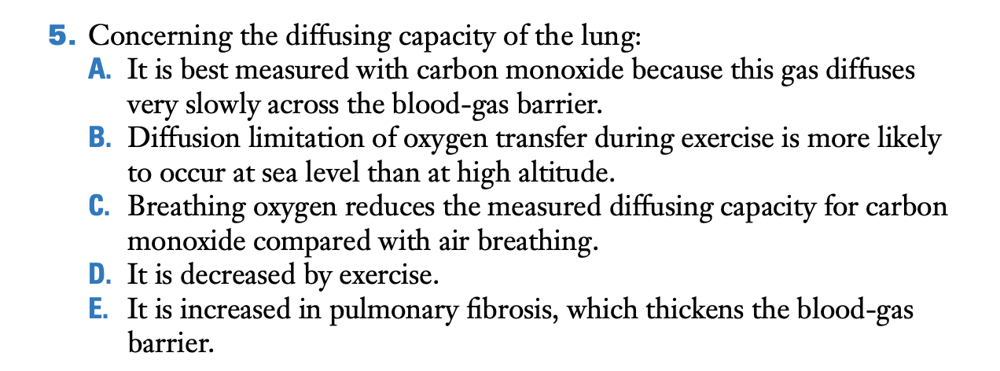 5. Concerning the diffusing capacity of the lung:
A. It is best measured with carbon monoxide because this gas diffuses
very slowly across the blood-gas barrier.
B. Diffusion limitation of oxygen transfer during exercise is more likely
to occur at sea level than at high altitude.
C. Breathing oxygen reduces the measured diffusing capacity for carbon
monoxide compared with air breathing.
D. It is decreased by exercise.
E. It is increased in pulmonary fibrosis, which thickens the blood-gas
barrier.